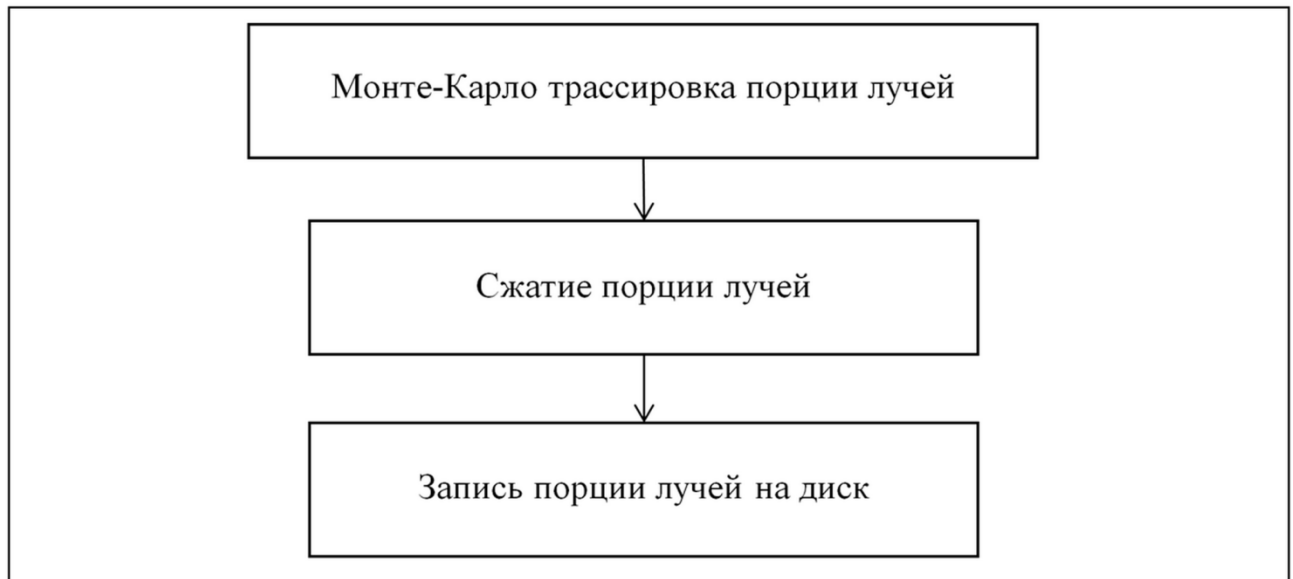 Монте-Карло трассировка порции лучей
Сжатие порции лучей
Запись порции лучей на диск